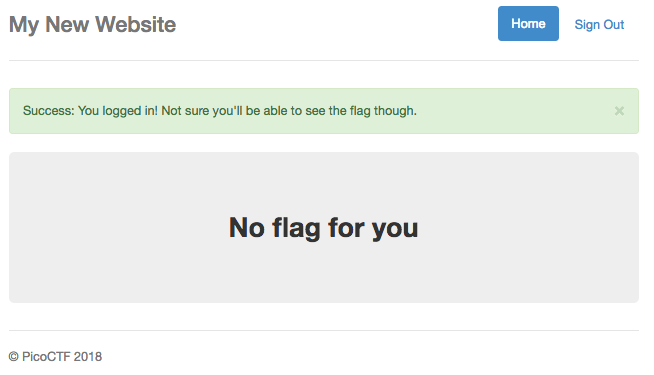 My New Website
Home
Sign Out
Success: You logged in! Not sure you'll be able to see the flag though.
×
No flag for you
© PicoCTF 2018